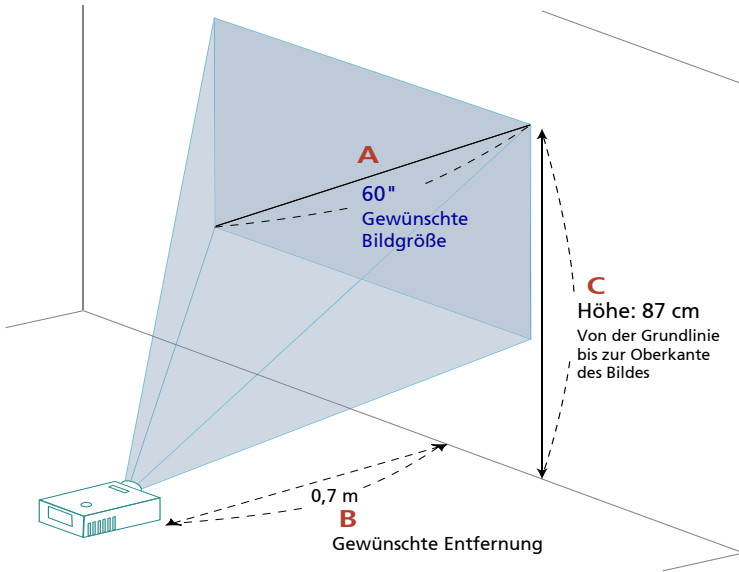 A
60"
Gewünschte
Bildgröße
C
Höhe: 87 cm
Von der Grundlinie
bis zur Oberkante
des Bildes
0,7 m
B
Gewünschte Entfernung